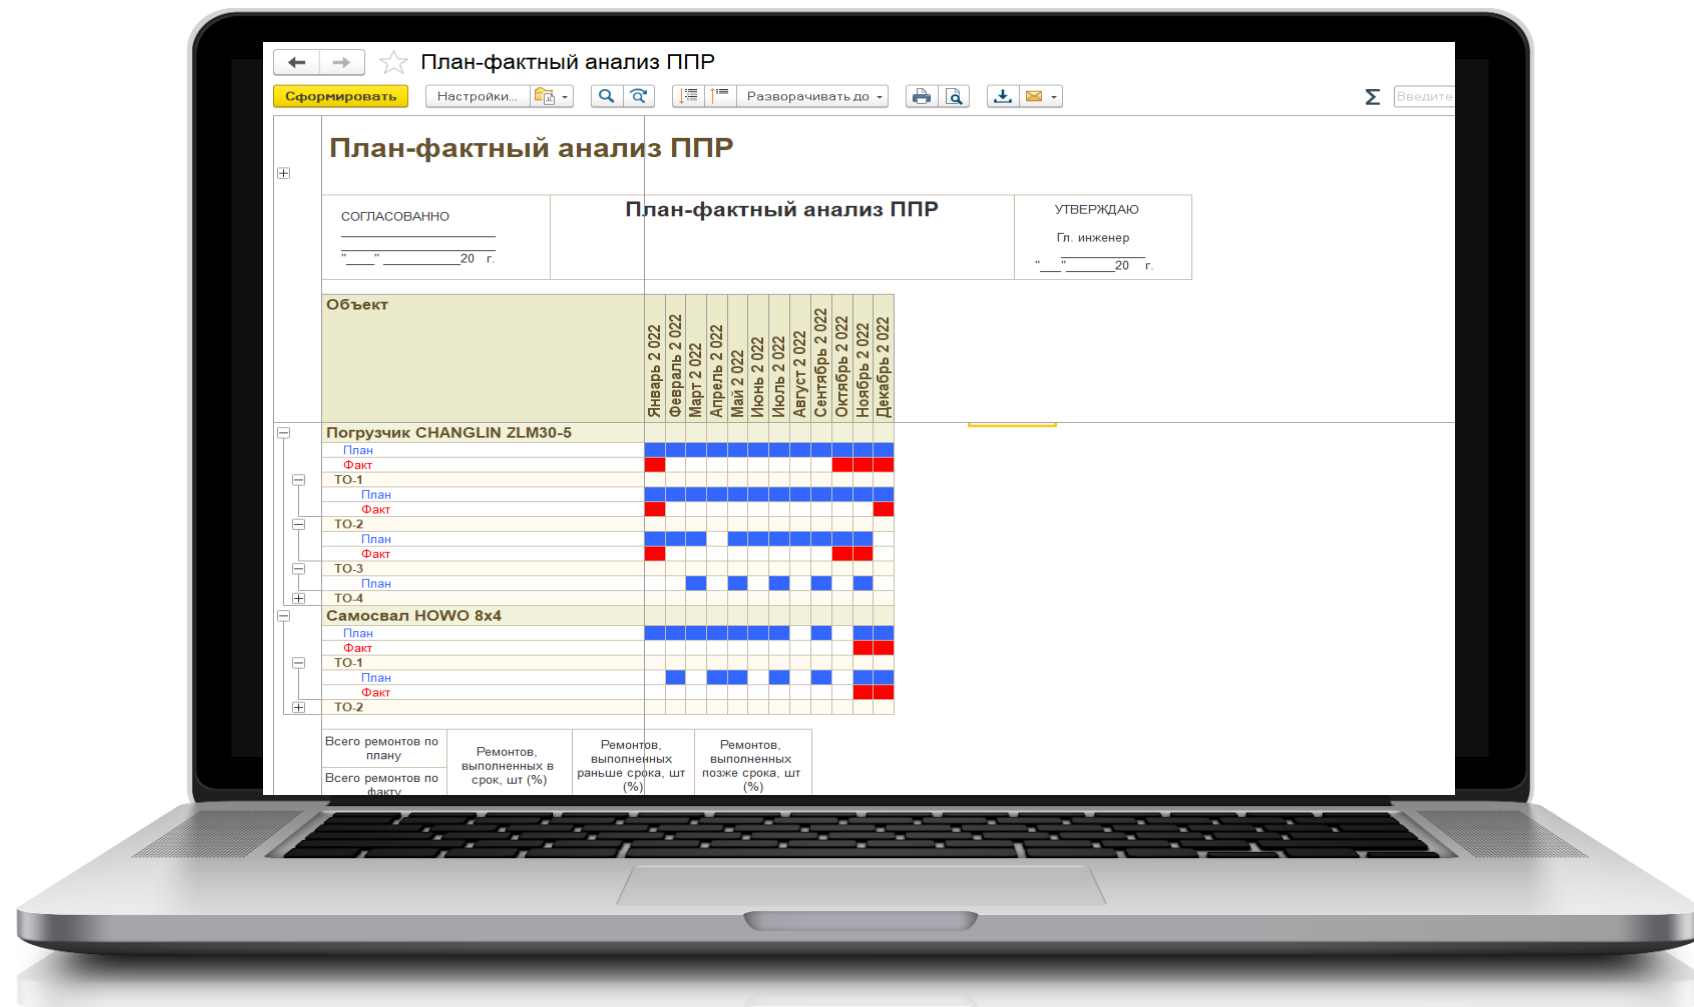 План-фактный анализ ППР
Сформировать Настройки... Разворачивать до Σ Введите
План-фактный анализ ППР
СОГЛАСОВАННО
"____" ____________20 г.
План-фактный анализ ППР
УТВЕРЖДАЮ
Гл. инженер
"___"_______20 г.
Объект
Январь 2 022
Февраль 2 022
Март 2 022
Апрель 2 022
Май 2 022
Июнь 2 022
Июль 2 022
Август 2 022
Сентябрь 2 022
Октябрь 2 022
Ноябрь 2 022
Декабрь 2 022
Погрузчик CHANGLIN ZLM30-5
План
Факт
ТО-1
План
Факт
ТО-2
План
Факт
ТО-3
План
ТО-4
Самосвал HOWO 8x4
План
Факт
ТО-1
План
Факт
ТО-2
Всего ремонтов по
плану
Всего ремонтов по
факту
Ремонтов,
выполненных в
срок, шт (%)
Ремонтов,
выполненных
раньше срока, шт
(%)
Ремонтов,
выполненных
позже срока, шт
(%)